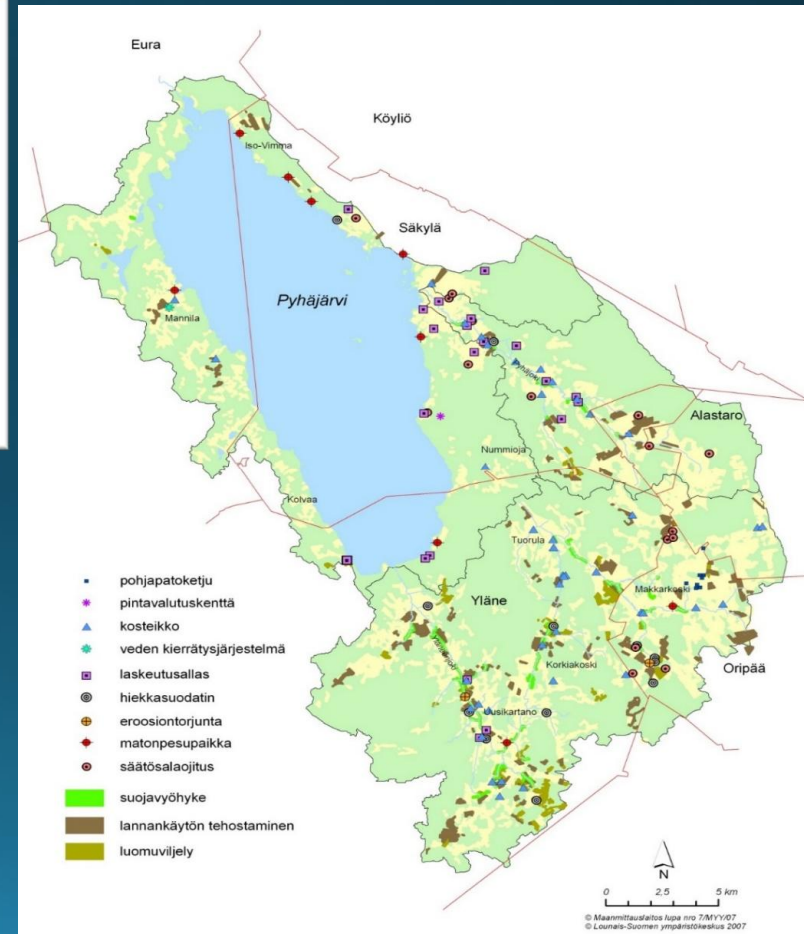 Eura
Köyliö
Iso-Vimma
Säkylä
Pyhäjärvi
Mannila
Pyhäjoki
Alastaro
Nummioja
Kolvaa
Tuorula
Yläne
Makkarkoski
Korkiakoski
Oripää
Uusikartano
pohjapatoketju
pintavalutuskenttä
kosteikko
veden kierrätysjärjestelmä
laskeutusallas
hiekkasuodatin
eroosiontorjunta
matonpesupaikka
säätösalaojitus
suojavyöhyke
lannankäytön tehostaminen
luomuviljely
N
0 2,5 5 km
© Maanmittauslaitos lupa nro 7/MYY/07
© Lounais-Suomen ympäristökeskus 2007